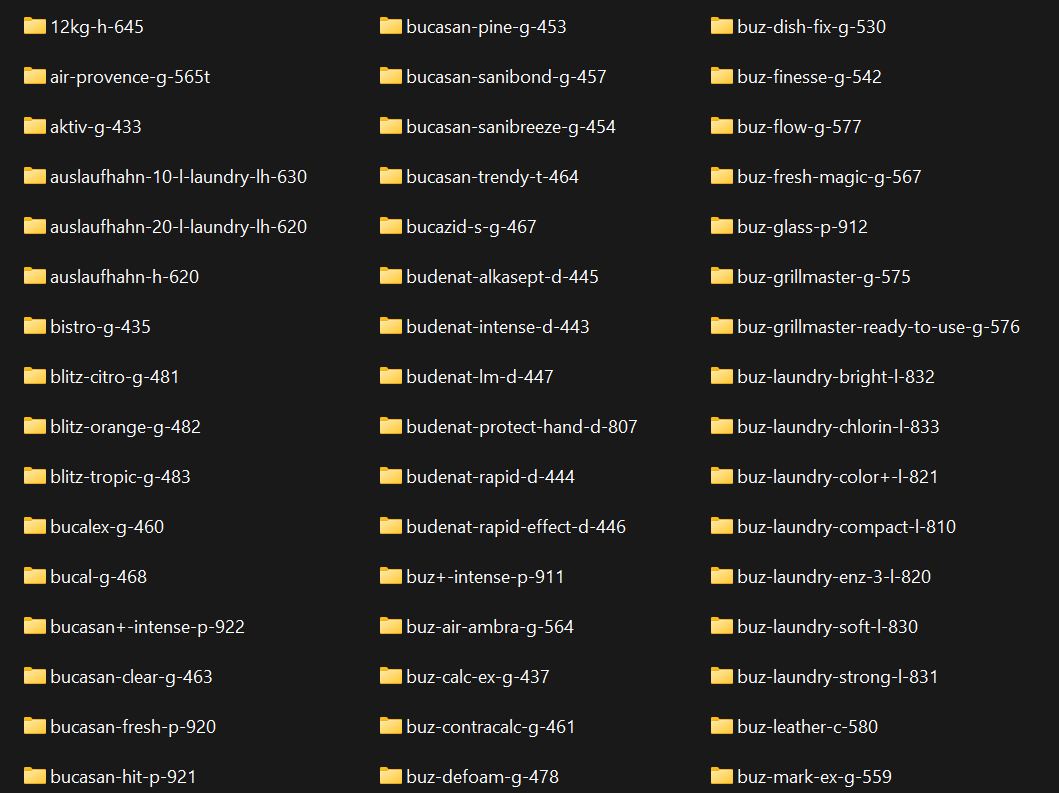 12kg-h-645
air-provence-g-565t
aktiv-g-433
auslaufhahn-10-l-laundry-lh-630
auslaufhahn-20-l-laundry-lh-620
auslaufhahn-h-620
bistro-g-435
blitz-citro-g-481
blitz-orange-g-482
blitz-tropic-g-483
bucalex-g-460
bucal-g-468
bucasan+-intense-p-922
bucasan-clear-g-463
bucasan-fresh-p-920
bucasan-hit-p-921
bucasan-pine-g-453
bucasan-sanibond-g-457
bucasan-sanibreeze-g-454
bucasan-trendy-t-464
bucazid-s-g-467
budenat-alkasept-d-445
budenat-intense-d-443
budenat-lm-d-447
budenat-protect-hand-d-807
budenat-rapid-d-444
budenat-rapid-effect-d-446
buz+-intense-p-911
buz-air-ambra-g-564
buz-calc-ex-g-437
buz-contracalc-g-461
buz-defoam-g-478
buz-dish-fix-g-530
buz-finesse-g-542
buz-flow-g-577
buz-fresh-magic-g-567
buz-glass-p-912
buz-grillmaster-g-575
buz-grillmaster-ready-to-use-g-576
buz-laundry-bright-l-832
buz-laundry-chlorin-l-833
buz-laundry-color+-l-821
buz-laundry-compact-l-810
buz-laundry-enz-3-l-820
buz-laundry-soft-l-830
buz-laundry-strong-l-831
buz-leather-c-580
buz-mark-ex-g-559